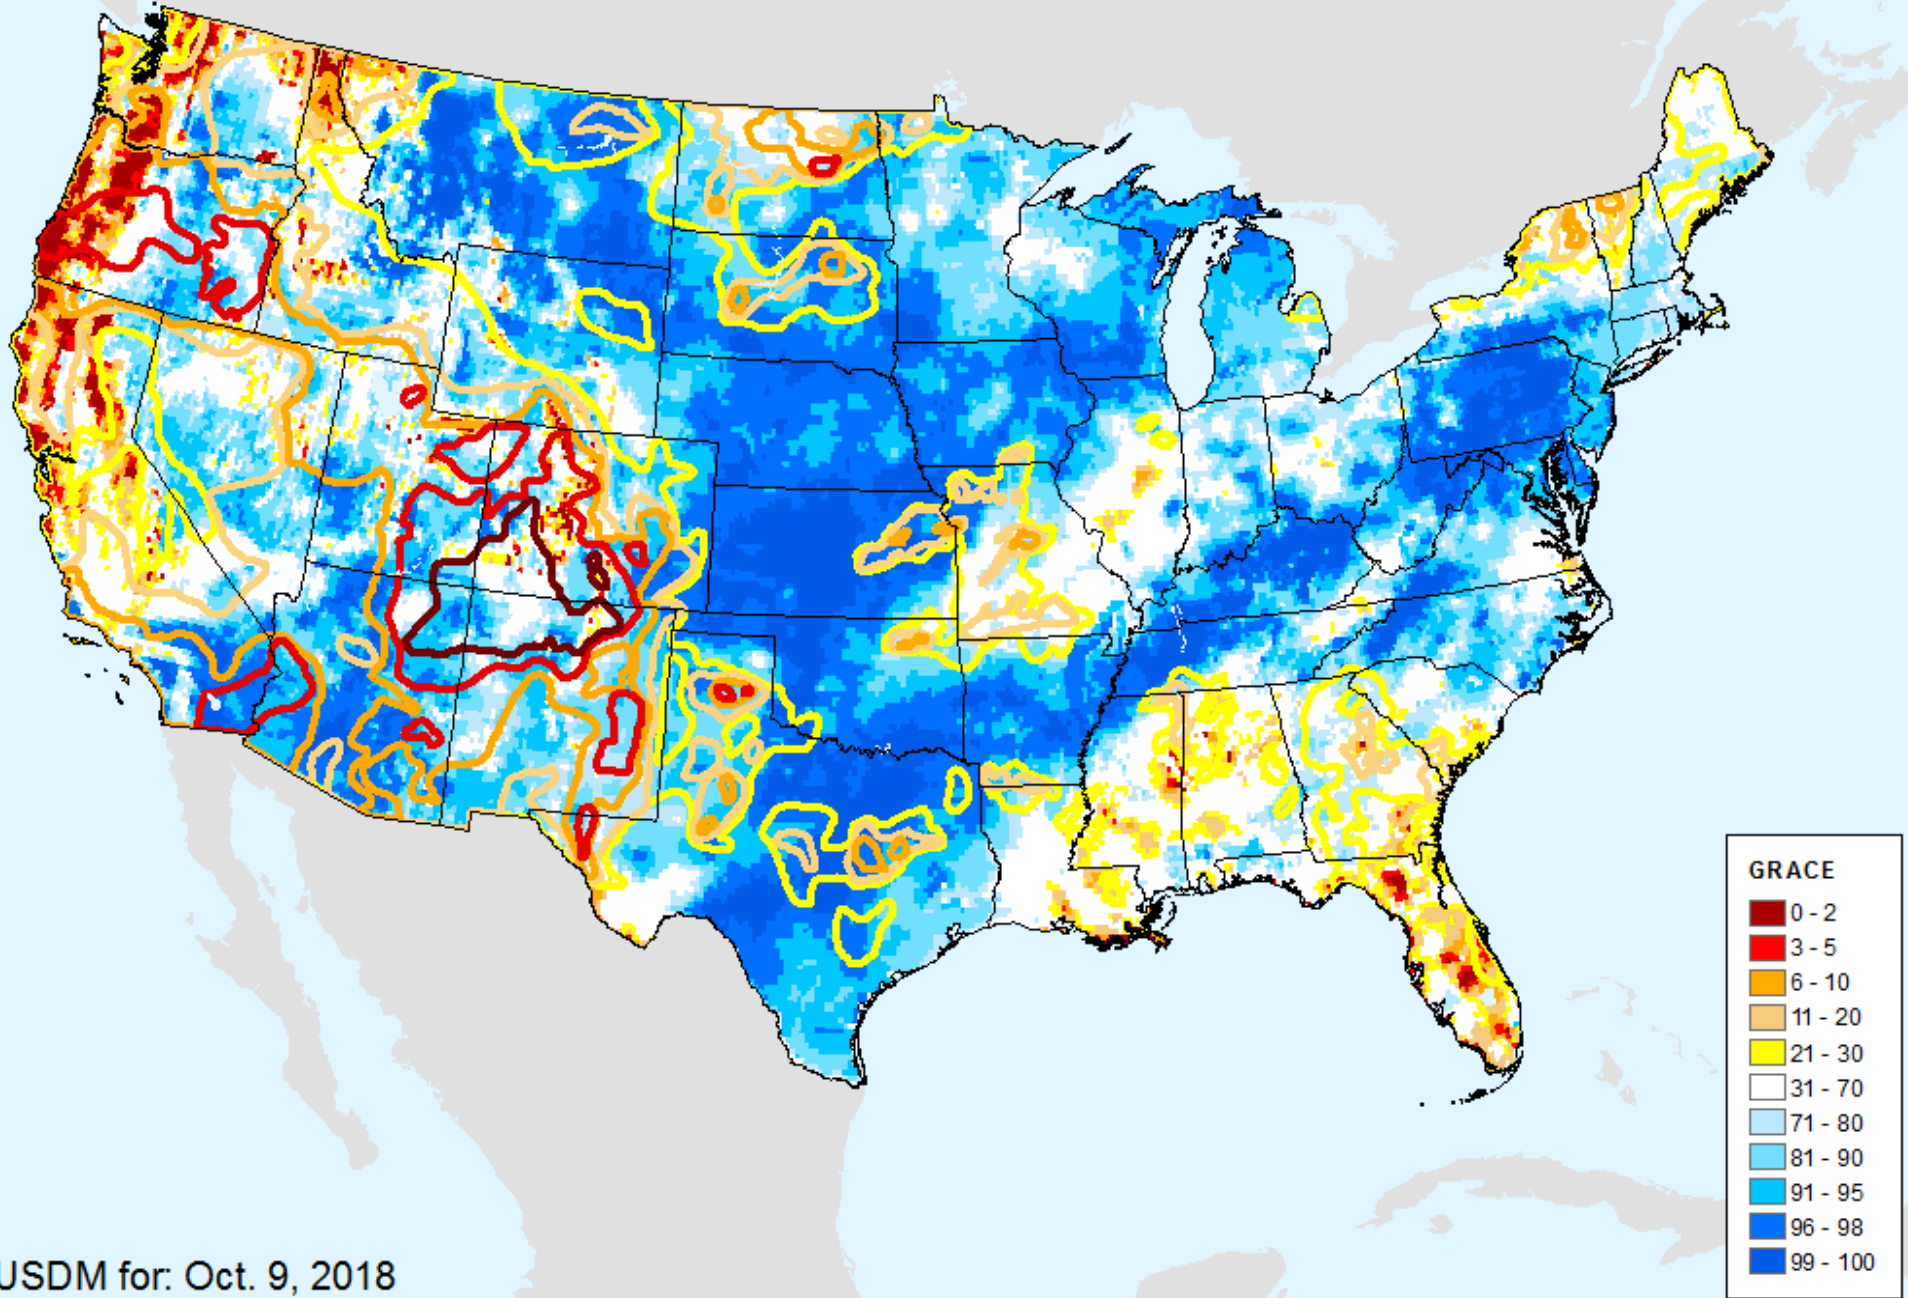 GRACE
0 - 2
3 - 5
6 - 10
11 - 20
21 - 30
31 - 70
71 - 80
81 - 90
91 - 95
96 - 98
99 - 100
USDM for: Oct. 9, 2018